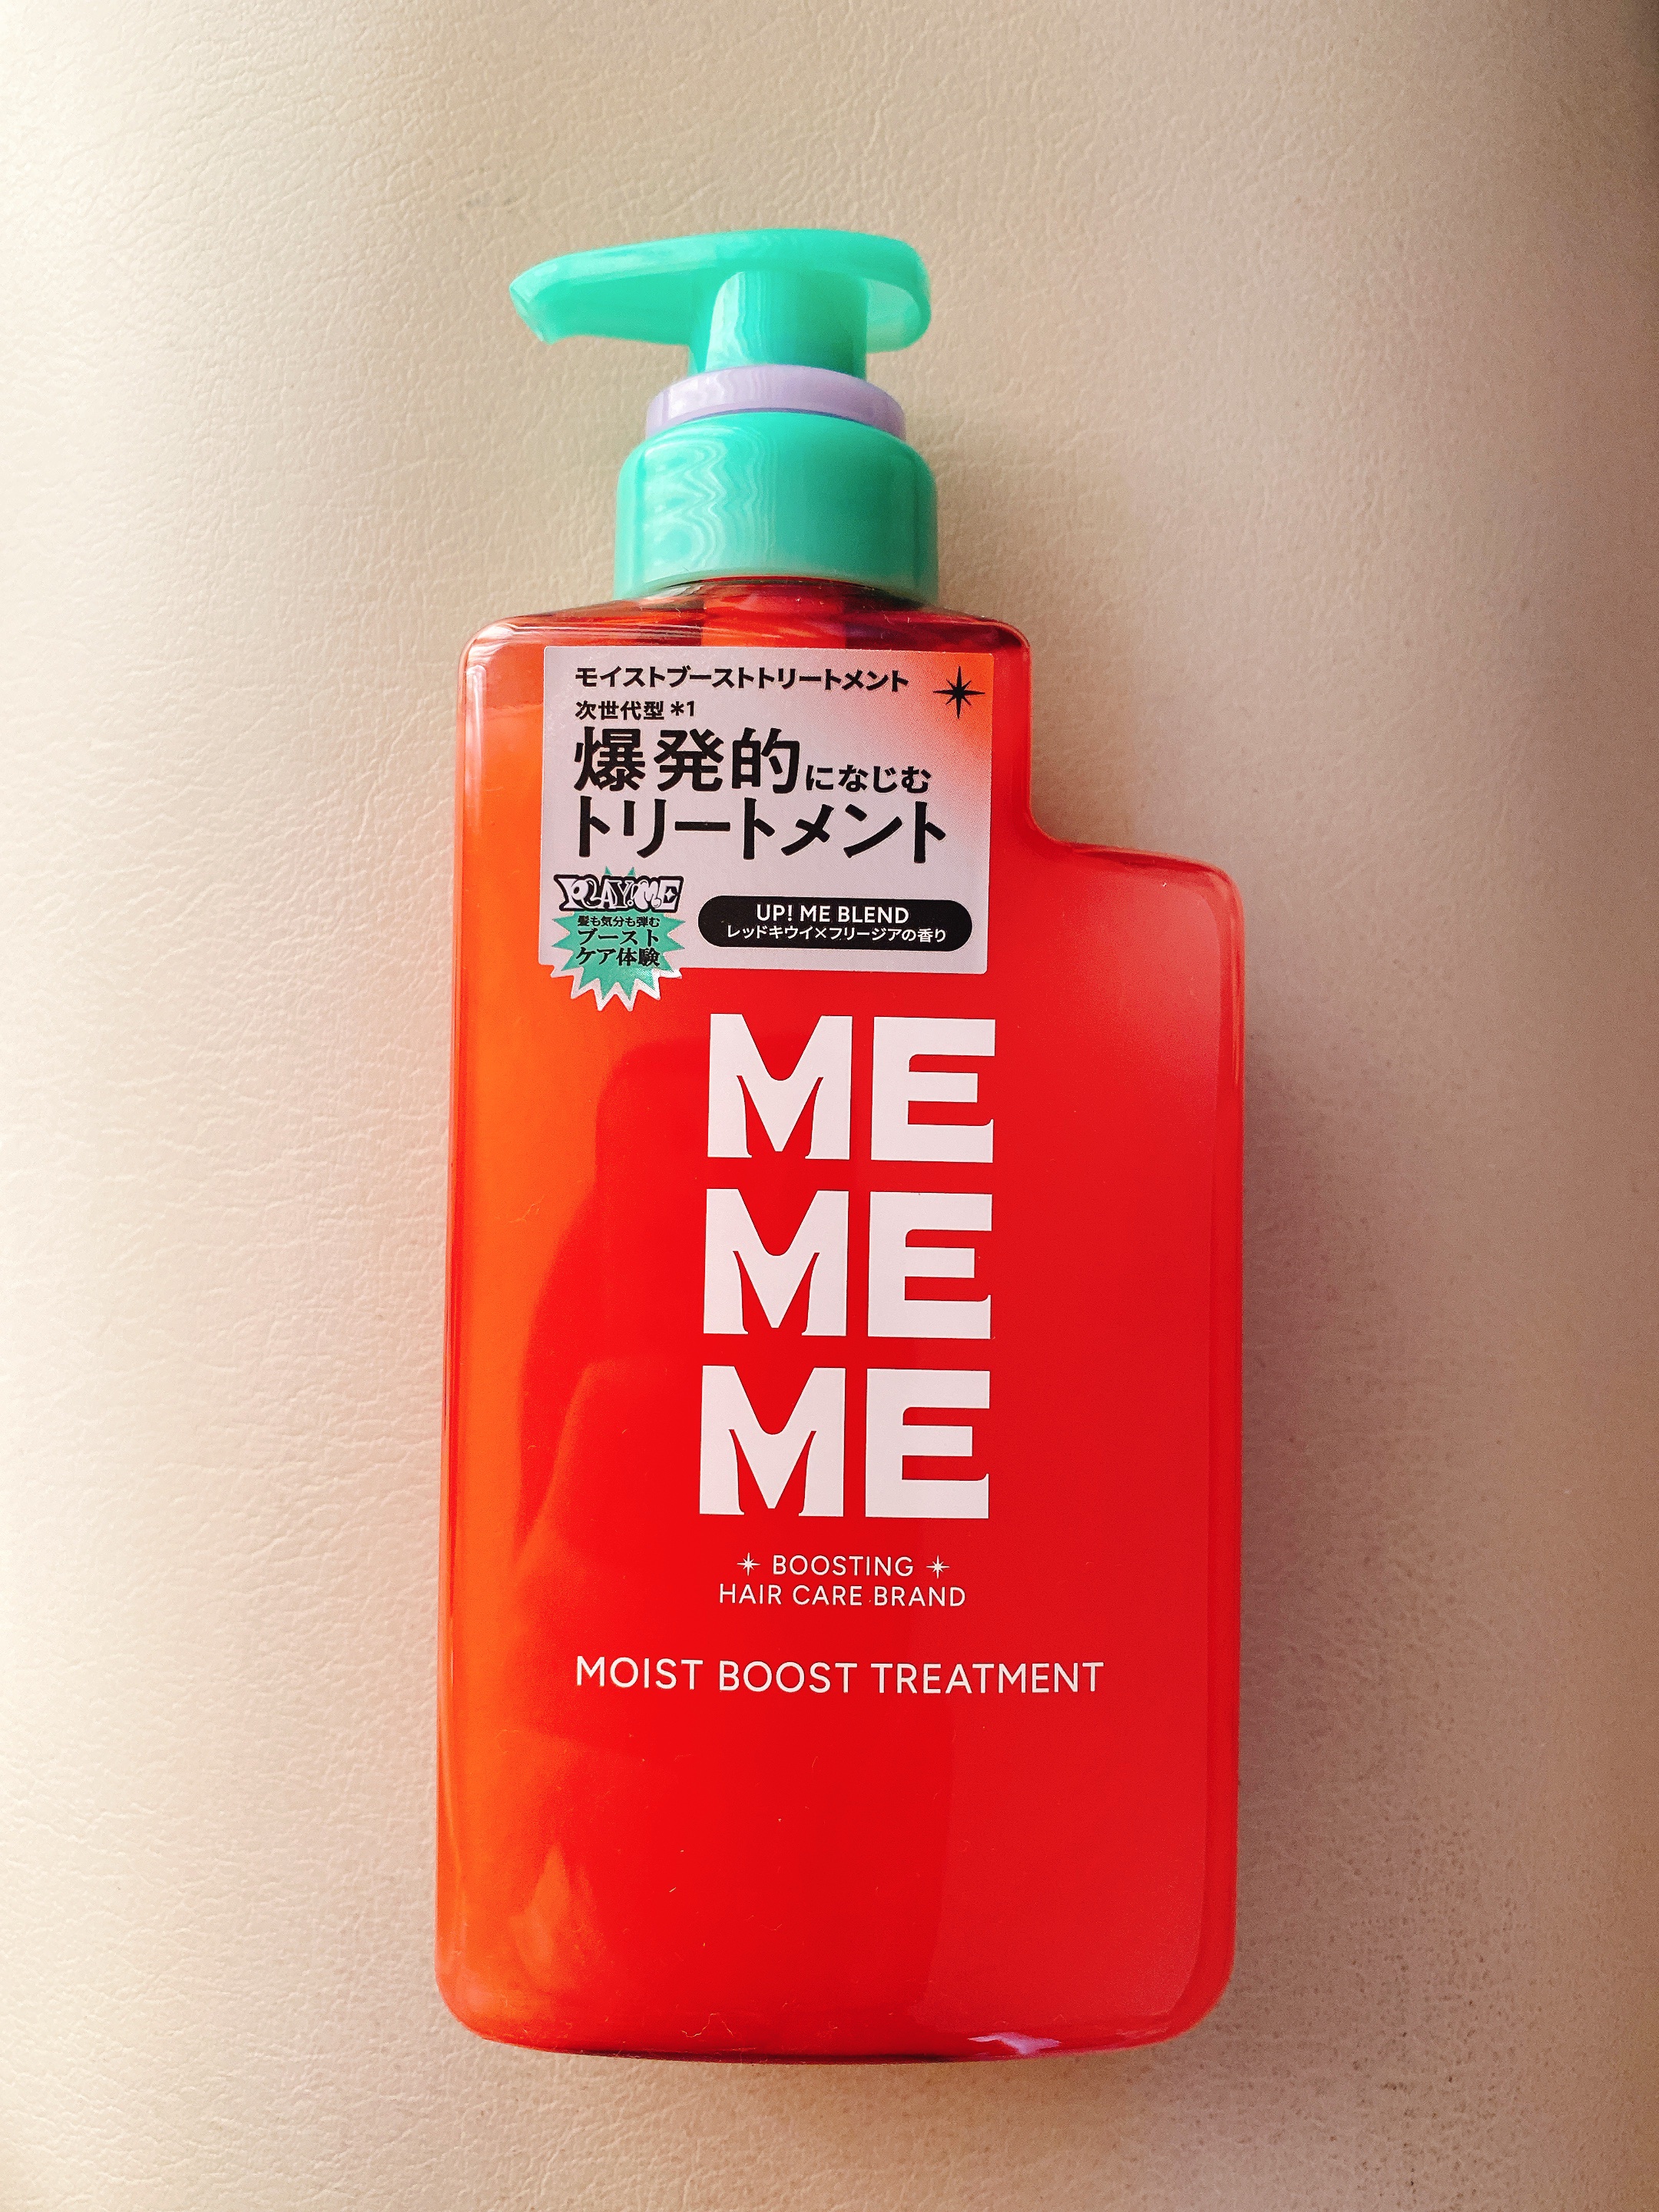 モイストブーストトリートメント
次世代型*1
爆発的になじむ
トリートメント
PLAY!ME
髪も気分も弾む
ブースト
ケア体験
UP! ME BLEND
レッドキウイ×フリージアの香り
ME
ME
ME
BOOSTING
HAIR CARE BRAND
MOIST BOOST TREATMENT